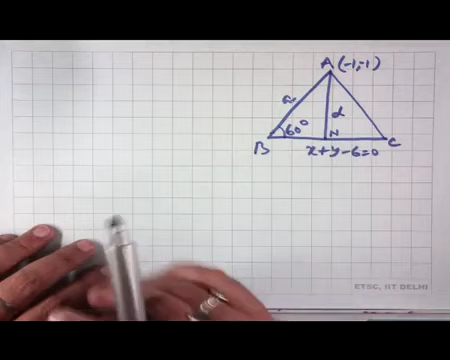 A (-1,-1)
a
α
60°
N
B
C
x+y-6=0
ETSC, IIT DELHI